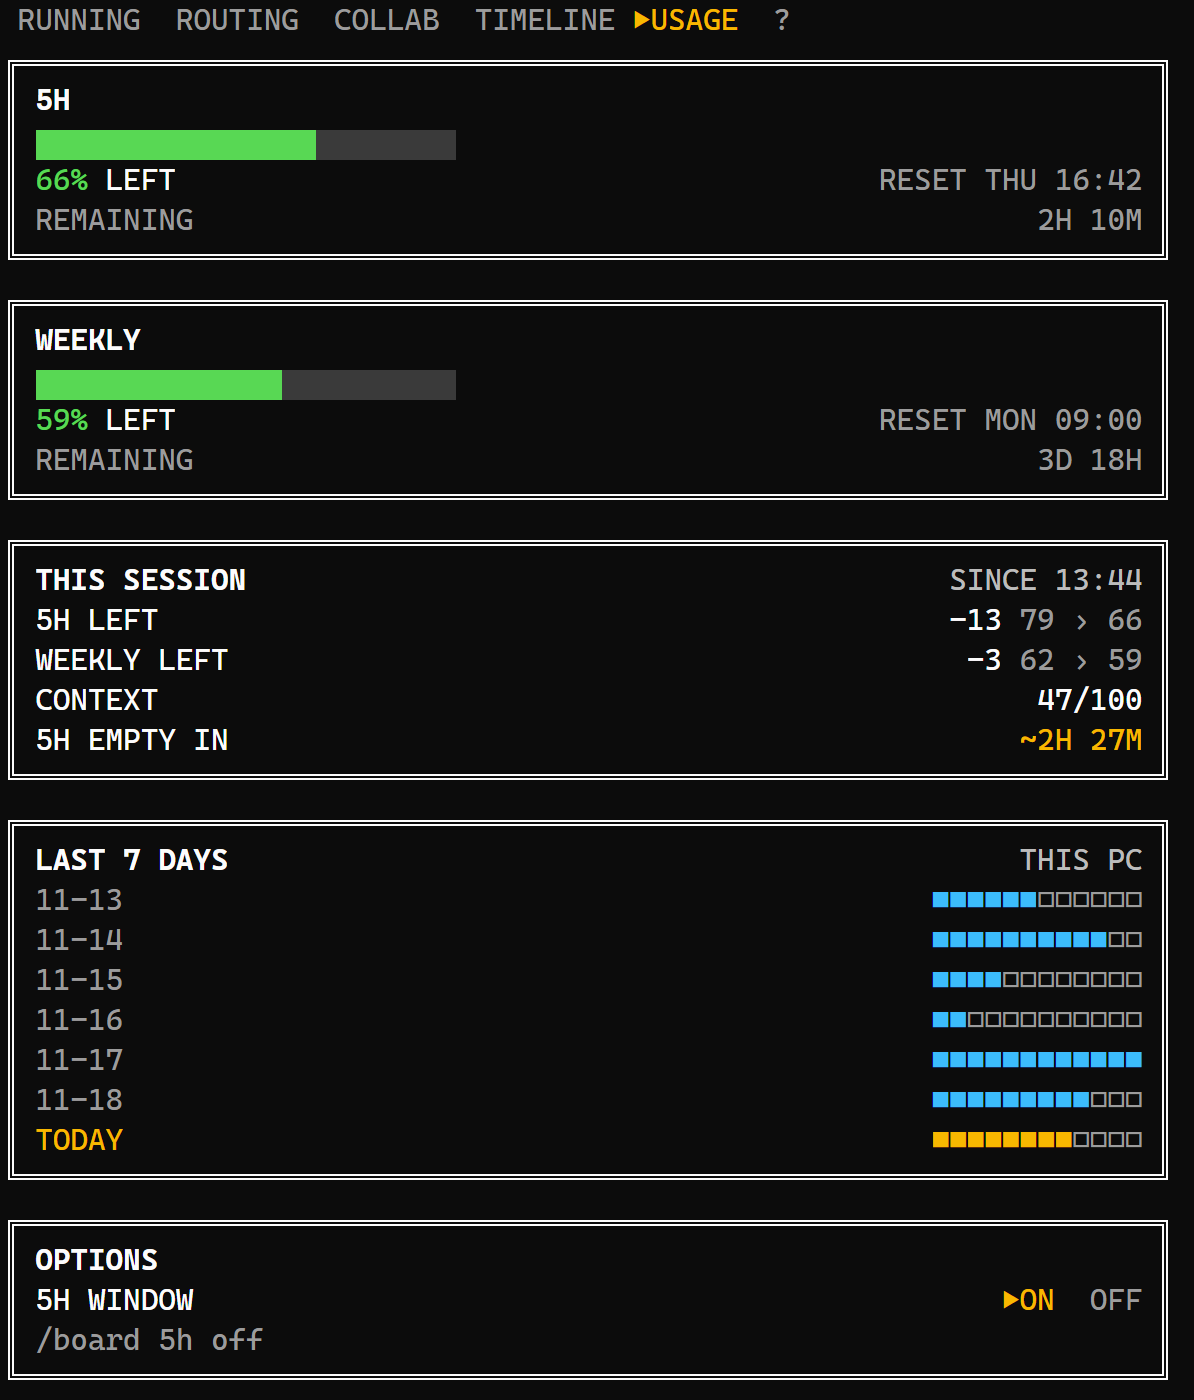 RUNNING ROUTING COLLAB TIMELINE ▶USAGE ?
5H
66% LEFT RESET THU 16:42
REMAINING 2H 10M
WEEKLY
59% LEFT RESET MON 09:00
REMAINING 3D 18H
THIS SESSION SINCE 13:44
5H LEFT −13 79 › 66
WEEKLY LEFT −3 62 › 59
CONTEXT 47/100
5H EMPTY IN ~2H 27M
LAST 7 DAYS THIS PC
11−13 ■■■■■■□□□□□□
11−14 ■■■■■■■■■■□□
11−15 ■■■■□□□□□□□□
11−16 ■■□□□□□□□□□□
11−17 ■■■■■■■■■■■■
11−18 ■■■■■■■■■□□□
TODAY ■■■■■■■■□□□□
OPTIONS
5H WINDOW ▶ON OFF
/board 5h off